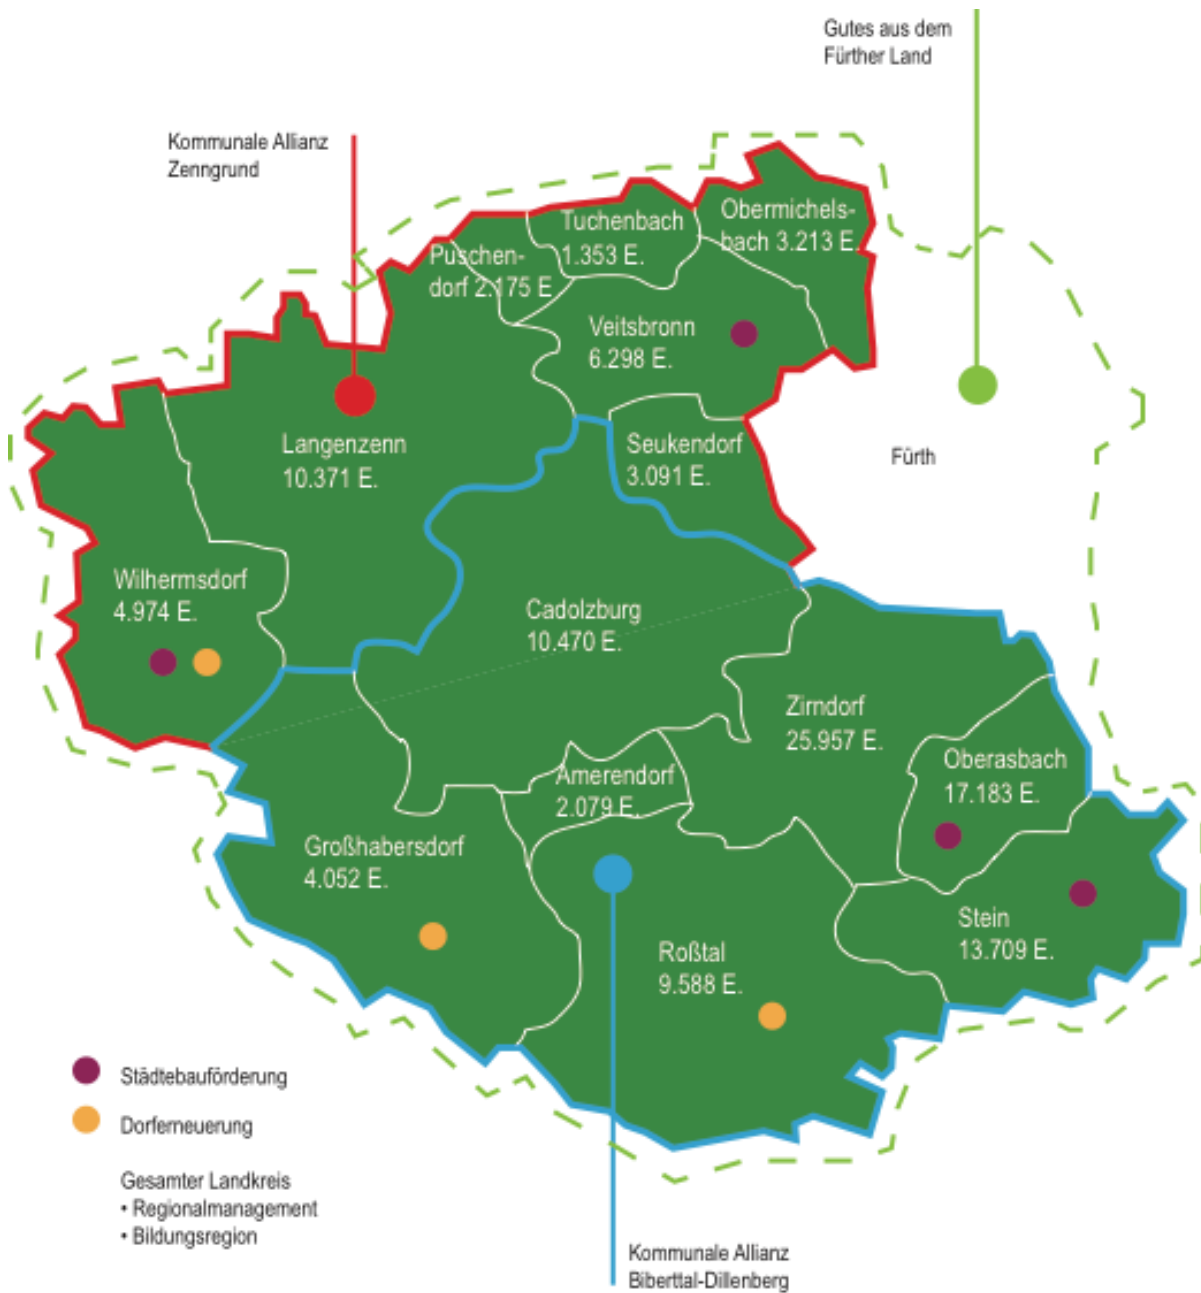 Gutes aus dem
Fürther Land
Kommunale Allianz
Zenngrund
Obermichels-
bach 3.213 E.
Tuchenbach
1.353 E.
Puschen-
dorf 2.175 E
Veitsbronn
6.298 E.
Langenzenn
10.371 E.
Seukendorf
3.091 E.
Fürth
Wilhermsdorf
4.974 E.
Cadolzburg
10.470 E.
Zirndorf
25.957 E.
Oberasbach
17.183 E.
Amerendorf
2.079 E.
Großhabersdorf
4.052 E.
Stein
13.709 E.
Roßtal
9.588 E.
Städtebauförderung
Dorferneuerung
Gesamter Landkreis
• Regionalmanagement
• Bildungsregion
Kommunale Allianz
Biberttal-Dillenberg